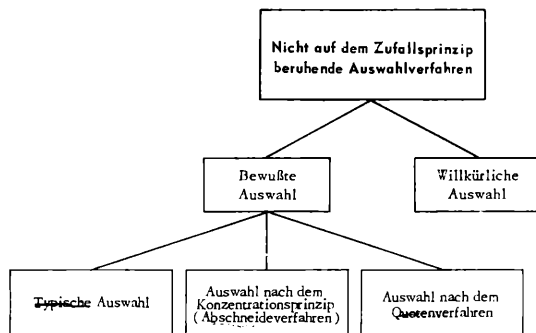 Nicht auf dem Zufallsprinzip
beruhende Auswahlverfahren
Bewußte
Auswahl
Willkürliche
Auswahl
Typische Auswahl
Auswahl nach dem
Konzentrationsprinzip
(Abschneideverfahren)
Auswahl nach dem
Quotenverfahren